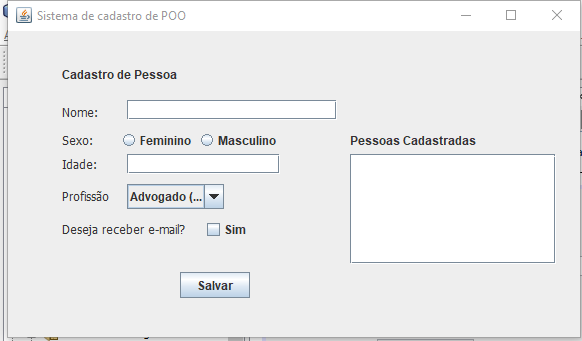 Sistema de cadastro de POO
Cadastro de Pessoa
Nome:
Sexo: Feminino Masculino
Pessoas Cadastradas
Idade:
Profissão Advogado (...
Deseja receber e-mail? Sim
Salvar